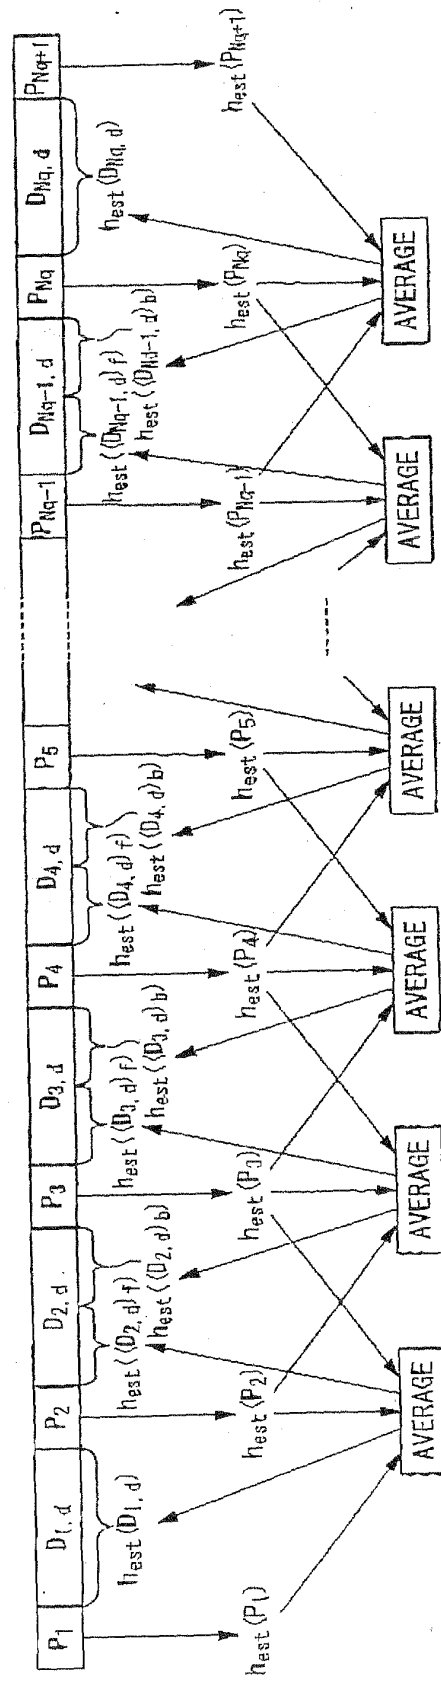 P1 D1, d P2 D2, d P3 D3, d P4 D4, d P5 PNq-1 DNq-1, d PNq DNq, d PNq+1
hest(D1, d) hest((D2, d) f) hest((D3, d) f) hest((D4, d) f) hest((DNq-1, d) f) hest(DNq, d)
hest((D2, d) b) hest((D3, d) b) hest((D4, d) b) hest((DNd-1, d) b)
hest(P1) hest(P2) hest(P3) hest(P4) hest(P5) hest(PNq-1) hest(PNq) hest(PNq+1)
AVERAGE AVERAGE AVERAGE AVERAGE AVERAGE AVERAGE